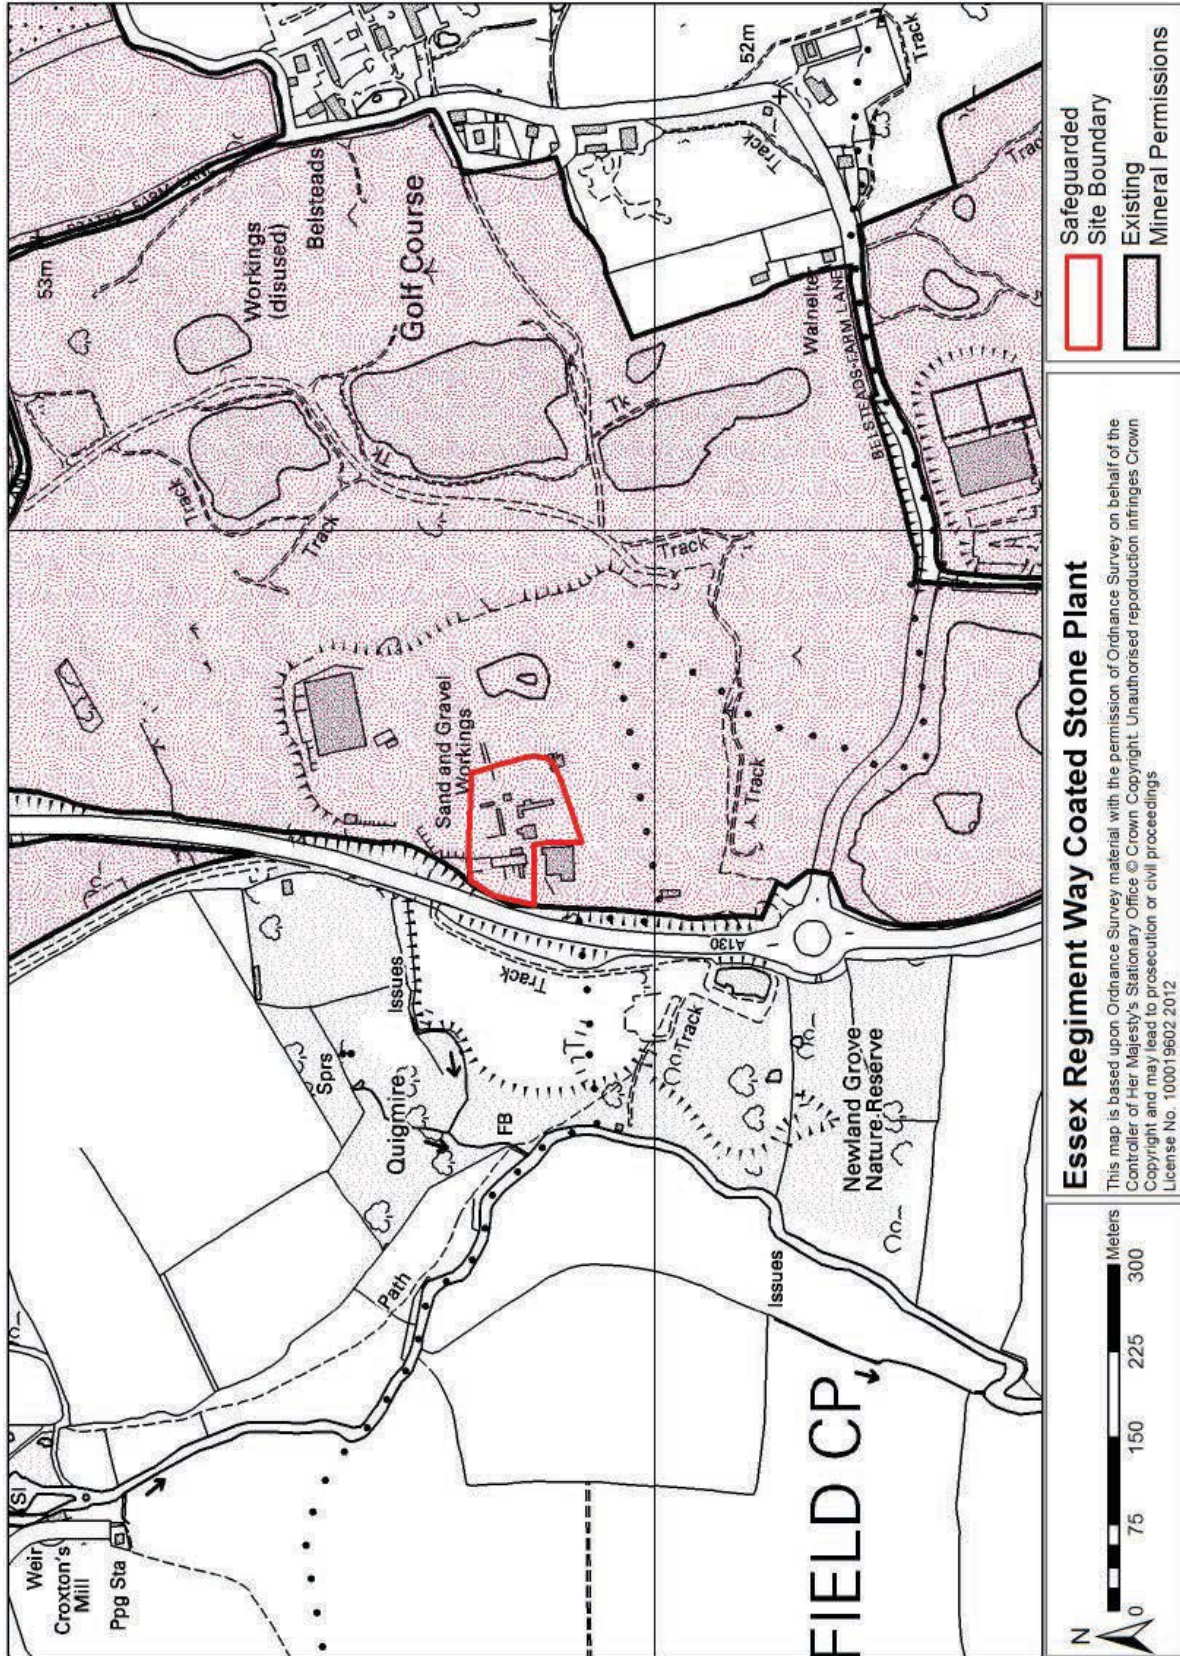 Weir
Croxton's
Mill
Ppg Sta
Path
Sprs
Quigmire
Issues
FB
Track
Track
A130
Newland Grove
Nature Reserve
Issues
FIELD CP
Sand and Gravel
Workings
Track
Track
Track
Track
Tk
Tk
53m
Workings
(disused)
Belsteads
Golf Course
BELSTEADS FARM LANE
Track
52m
Track
N
0
75
150
225
300
Meters
Essex Regiment Way Coated Stone Plant
This map is based upon Ordnance Survey material with the permission of Ordnance Survey on behalf of the
Controller of Her Majesty's Stationary Office © Crown Copyright. Unauthorised reporduction infringes Crown
Copyright and may lead to prosecution or civil proceedings
License No. 100019602 2012
Safeguarded
Site Boundary
Existing
Mineral Permissions